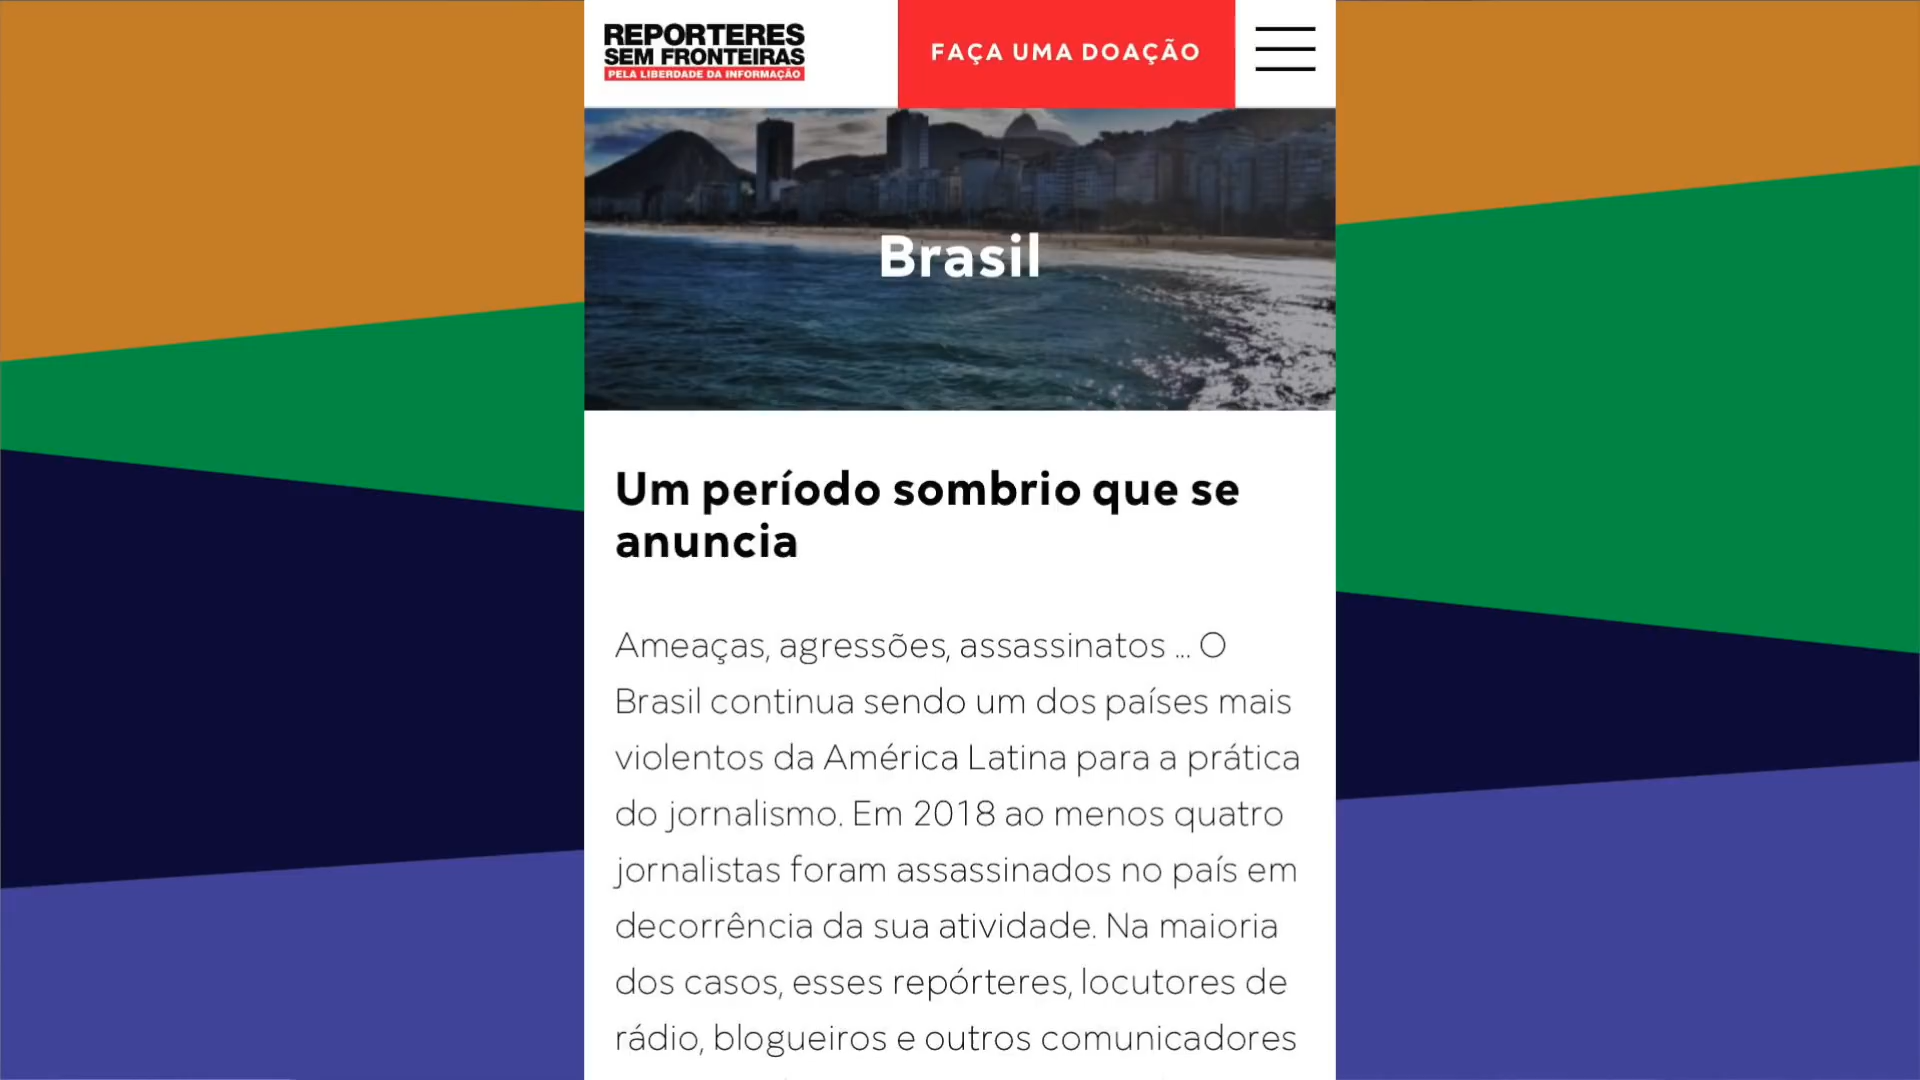 REPORTERES
SEM FRONTEIRAS
PELA LIBERDADE DA INFORMAÇÃO
FAÇA UMA DOAÇÃO
Brasil
Um período sombrio que se
anuncia
Ameaças, agressões, assassinatos ... O
Brasil continua sendo um dos países mais
violentos da América Latina para a prática
do jornalismo. Em 2018 ao menos quatro
jornalistas foram assassinados no país em
decorrência da sua atividade. Na maioria
dos casos, esses repórteres, locutores de
rádio, blogueiros e outros comunicadores